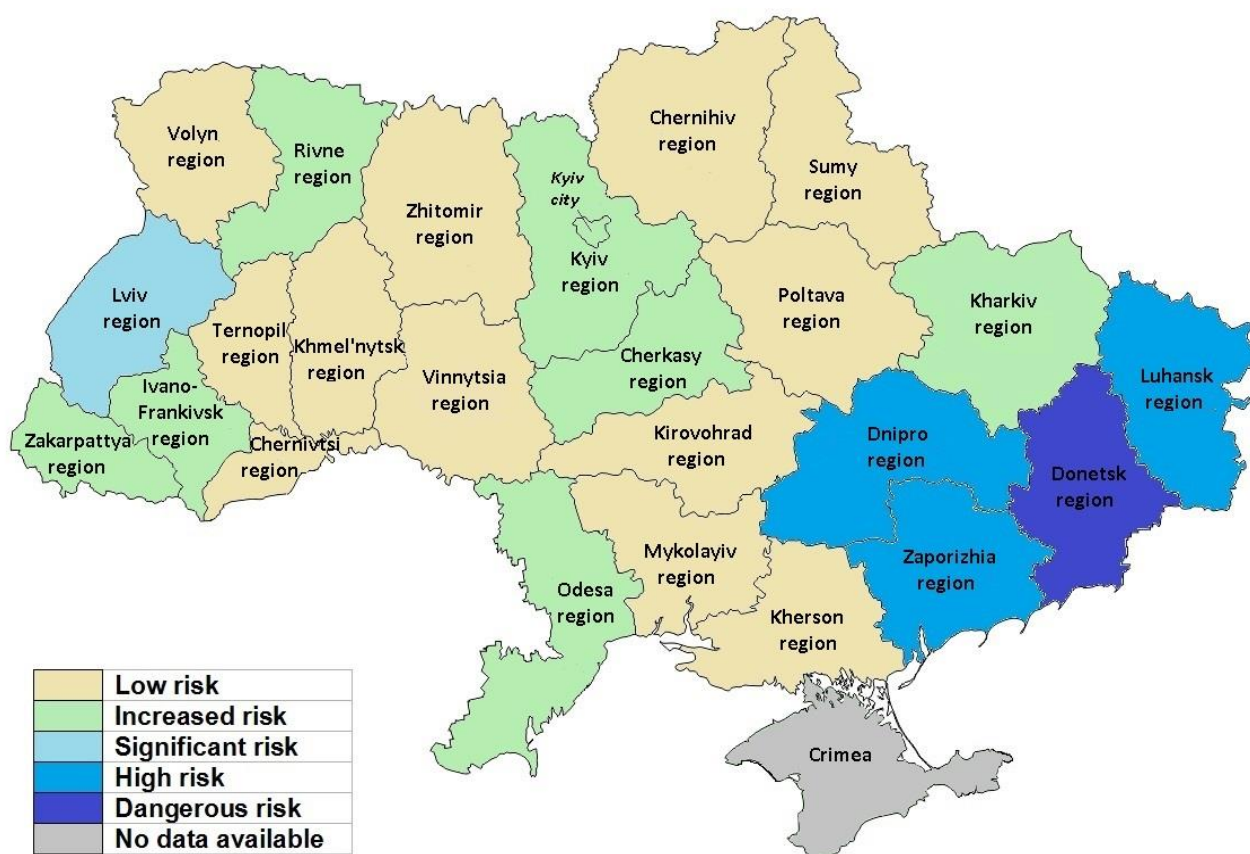 Volyn
region
Rivne
region
Zhitomir
region
Kyiv
city
Kyiv
region
Chernihiv
region
Sumy
region
Lviv
region
Ternopil
region
Khmel'nytsk
region
Vinnytsia
region
Cherkasy
region
Poltava
region
Kharkiv
region
Luhansk
region
Zakarpattya
region
Ivano-
Frankivsk
region
Chernivtsi
region
Kirovohrad
region
Dnipro
region
Donetsk
region
Odesa
region
Mykolayiv
region
Kherson
region
Zaporizhia
region
Crimea
Low risk
Increased risk
Significant risk
High risk
Dangerous risk
No data available